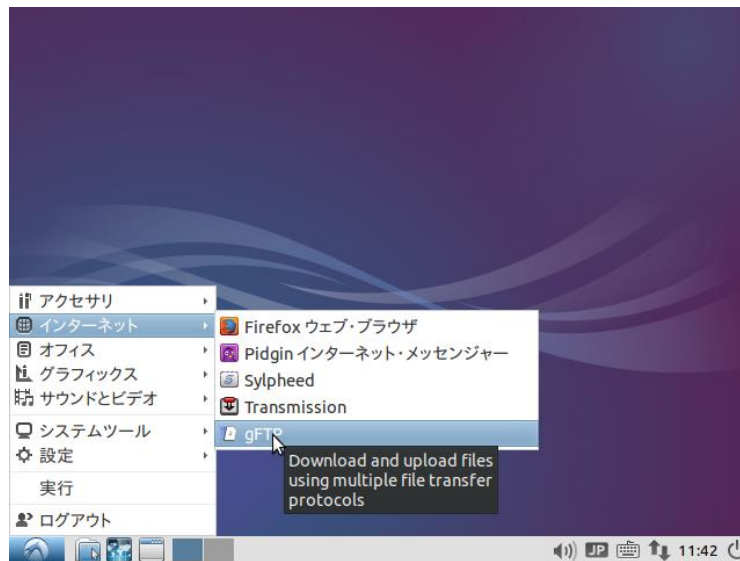 アクセサリ
インターネット
オフィス
グラフィックス
サウンドとビデオ
システムツール
設定
実行
ログアウト
Firefox ウェブ・ブラウザ
Pidgin インターネット・メッセンジャー
Sylpheed
Transmission
gFTP
Download and upload files
using multiple file transfer
protocols
JP
11:42